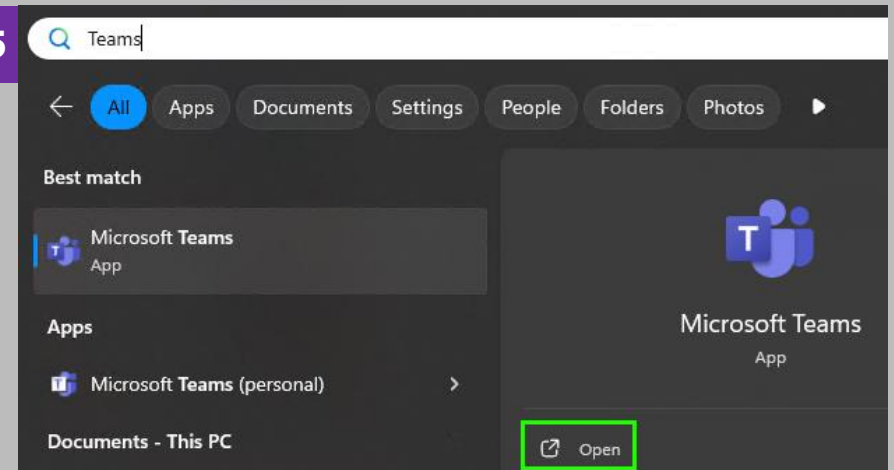 5
Teams
All Apps Documents Settings People Folders Photos
Best match
Microsoft Teams
App
Apps
Microsoft Teams (personal)
Documents - This PC
T
Microsoft Teams
App
Open